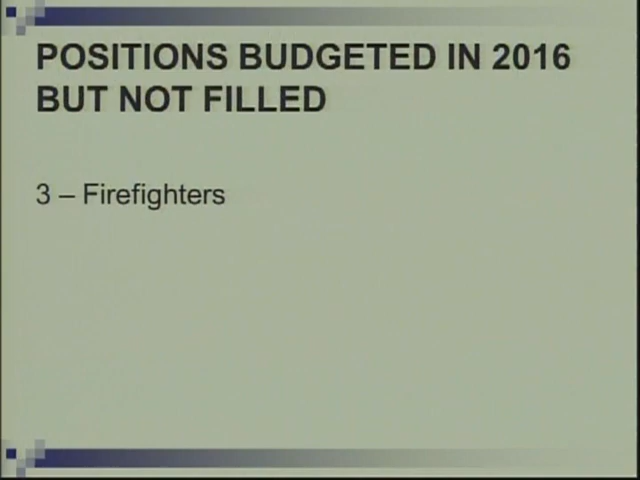 POSITIONS BUDGETED IN 2016
BUT NOT FILLED
3 – Firefighters